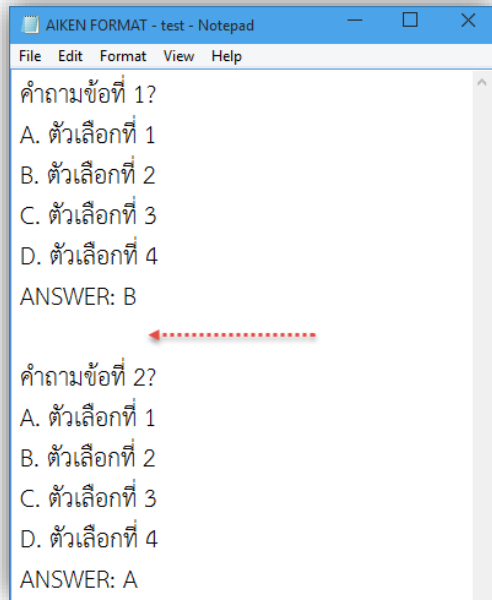 AIKEN FORMAT - test - Notepad
File Edit Format View Help
คำถามข้อที่ 1?
A. ตัวเลือกที่ 1
B. ตัวเลือกที่ 2
C. ตัวเลือกที่ 3
D. ตัวเลือกที่ 4
ANSWER: B
คำถามข้อที่ 2?
A. ตัวเลือกที่ 1
B. ตัวเลือกที่ 2
C. ตัวเลือกที่ 3
D. ตัวเลือกที่ 4
ANSWER: A